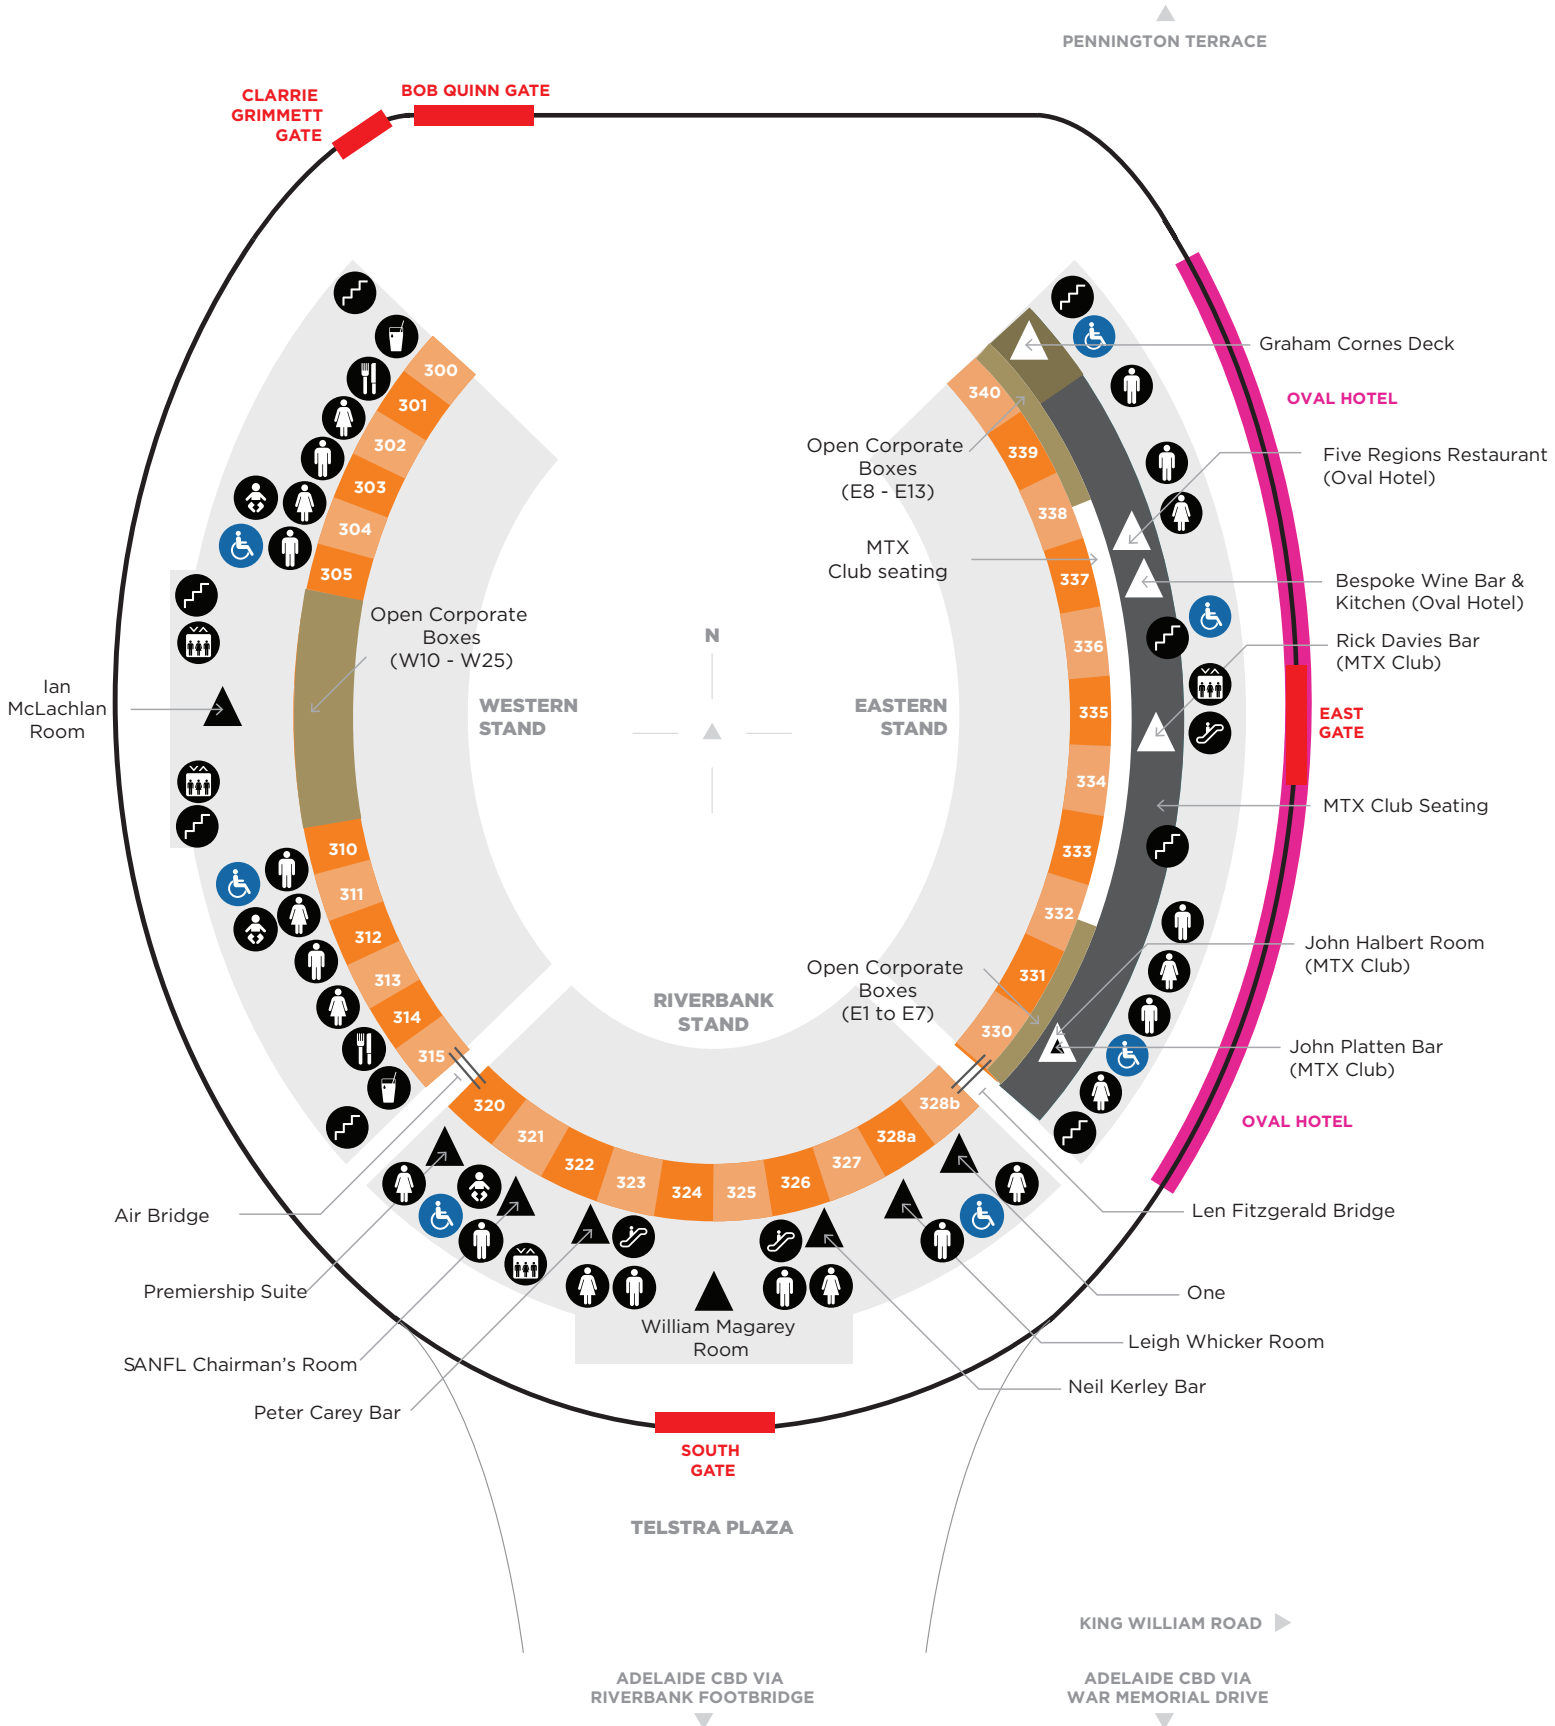 PENNINGTON TERRACE
CLARRIE
GRIMMETT
GATE
BOB QUINN GATE
300
301
302
303
304
305
Open Corporate
Boxes
(W10 - W25)
Ian
McLachlan
Room
WESTERN
STAND
310
311
312
313
314
315
N
340
339
338
337
336
335
334
333
332
331
330
Graham Cornes Deck
OVAL HOTEL
Open Corporate
Boxes
(E8 - E13)
Five Regions Restaurant
(Oval Hotel)
MTX
Club seating
Bespoke Wine Bar &
Kitchen (Oval Hotel)
Rick Davies Bar
(MTX Club)
EASTERN
STAND
EAST
GATE
MTX Club Seating
John Halbert Room
(MTX Club)
Open Corporate
Boxes
(E1 to E7)
RIVERBANK
STAND
John Platten Bar
(MTX Club)
OVAL HOTEL
320
321
322
323
324
325
326
327
328a
328b
Air Bridge
Len Fitzgerald Bridge
Premiership Suite
One
William Magarey
Room
Leigh Whicker Room
SANFL Chairman's Room
Neil Kerley Bar
Peter Carey Bar
SOUTH
GATE
TELSTRA PLAZA
KING WILLIAM ROAD
ADELAIDE CBD VIA
RIVERBANK FOOTBRIDGE
ADELAIDE CBD VIA
WAR MEMORIAL DRIVE